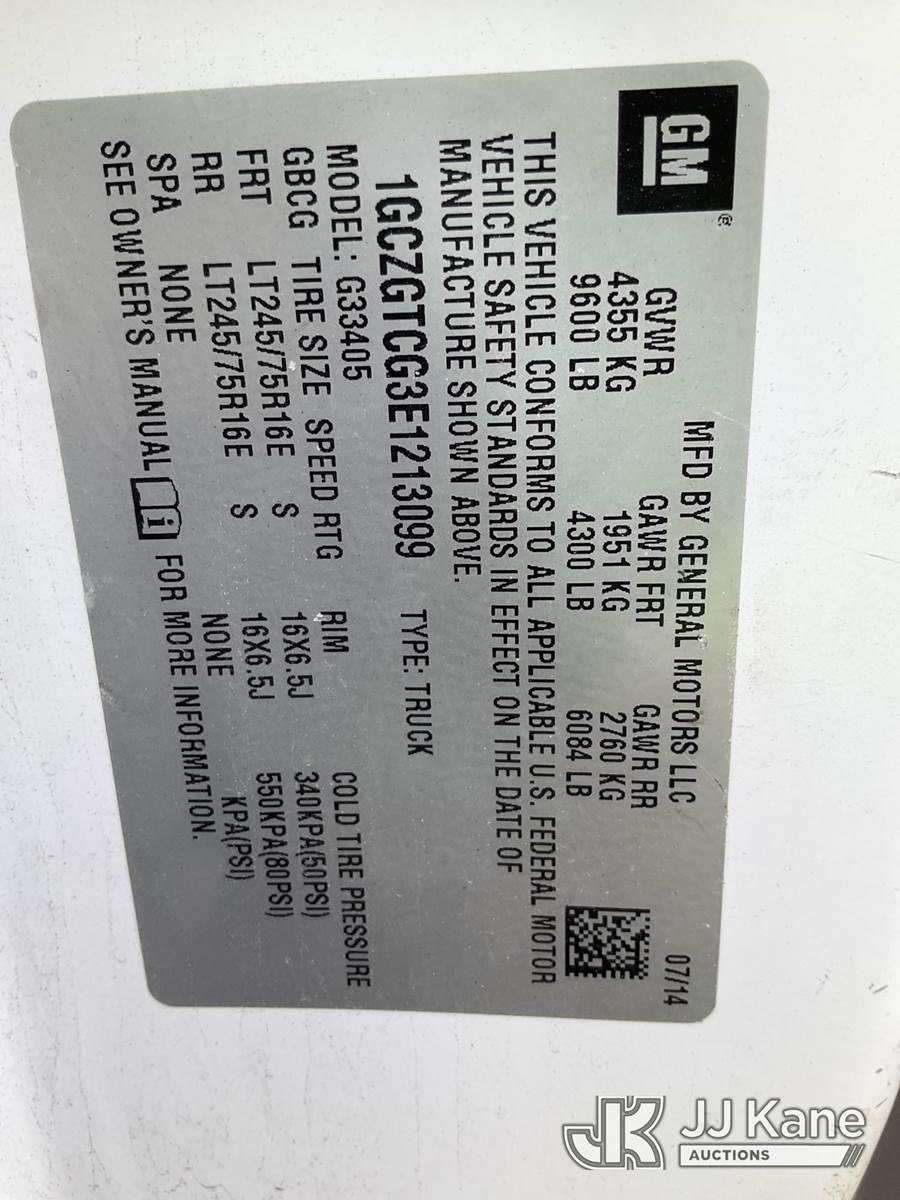 GM®
MFD BY GENERAL MOTORS LLC 07/14
GVWR GAWR FRT GAWR RR
4355 KG 1951 KG 2760 KG
9600 LB 4300 LB 6084 LB
THIS VEHICLE CONFORMS TO ALL APPLICABLE U.S. FEDERAL MOTOR
VEHICLE SAFETY STANDARDS IN EFFECT ON THE DATE OF
MANUFACTURE SHOWN ABOVE.
1GCZGTCG3E1213099 TYPE: TRUCK
MODEL: G33405
GBCG TIRE SIZE SPEED RTG RIM COLD TIRE PRESSURE
FRT LT245/75R16E S 16X6.5J 340KPA(50PSI)
RR LT245/75R16E S 16X6.5J 550KPA(80PSI)
SPA NONE NONE KPA(PSI)
SEE OWNER'S MANUAL i FOR MORE INFORMATION.
JK JJ Kane
AUCTIONS